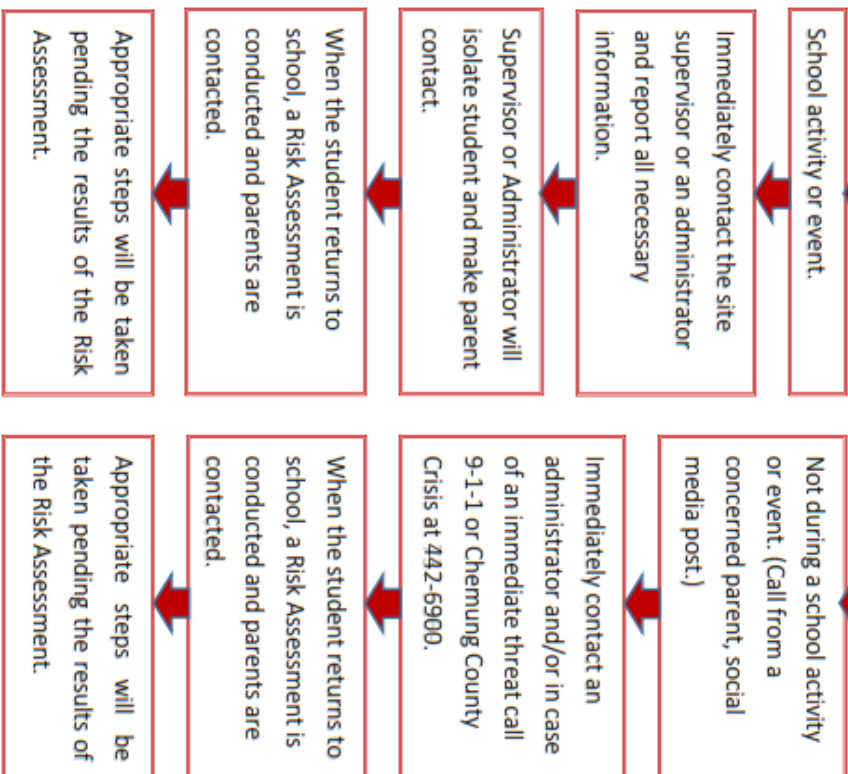 School activity or event.
Immediately contact the site
supervisor or an administrator
and report all necessary
information.
Supervisor or Administrator will
isolate student and make parent
contact.
When the student returns to
school, a Risk Assessment is
conducted and parents are
contacted.
Appropriate steps will be taken
pending the results of the Risk
Assessment.
Not during a school activity
or event. (Call from a
concerned parent, social
media post.)
Immediately contact an
administrator and/or in case
of an immediate threat call
9-1-1 or Chemung County
Crisis at 442-6900.
When the student returns to
school, a Risk Assessment is
conducted and parents are
contacted.
Appropriate steps will be
taken pending the results of
the Risk Assessment.